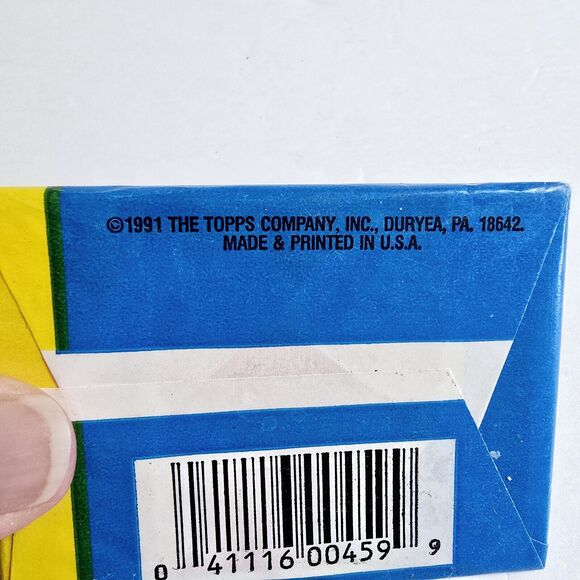 ©1991 THE TOPPS COMPANY, INC., DURYEA, PA. 18642.
MADE & PRINTED IN U.S.A.
0 41116 00459 9